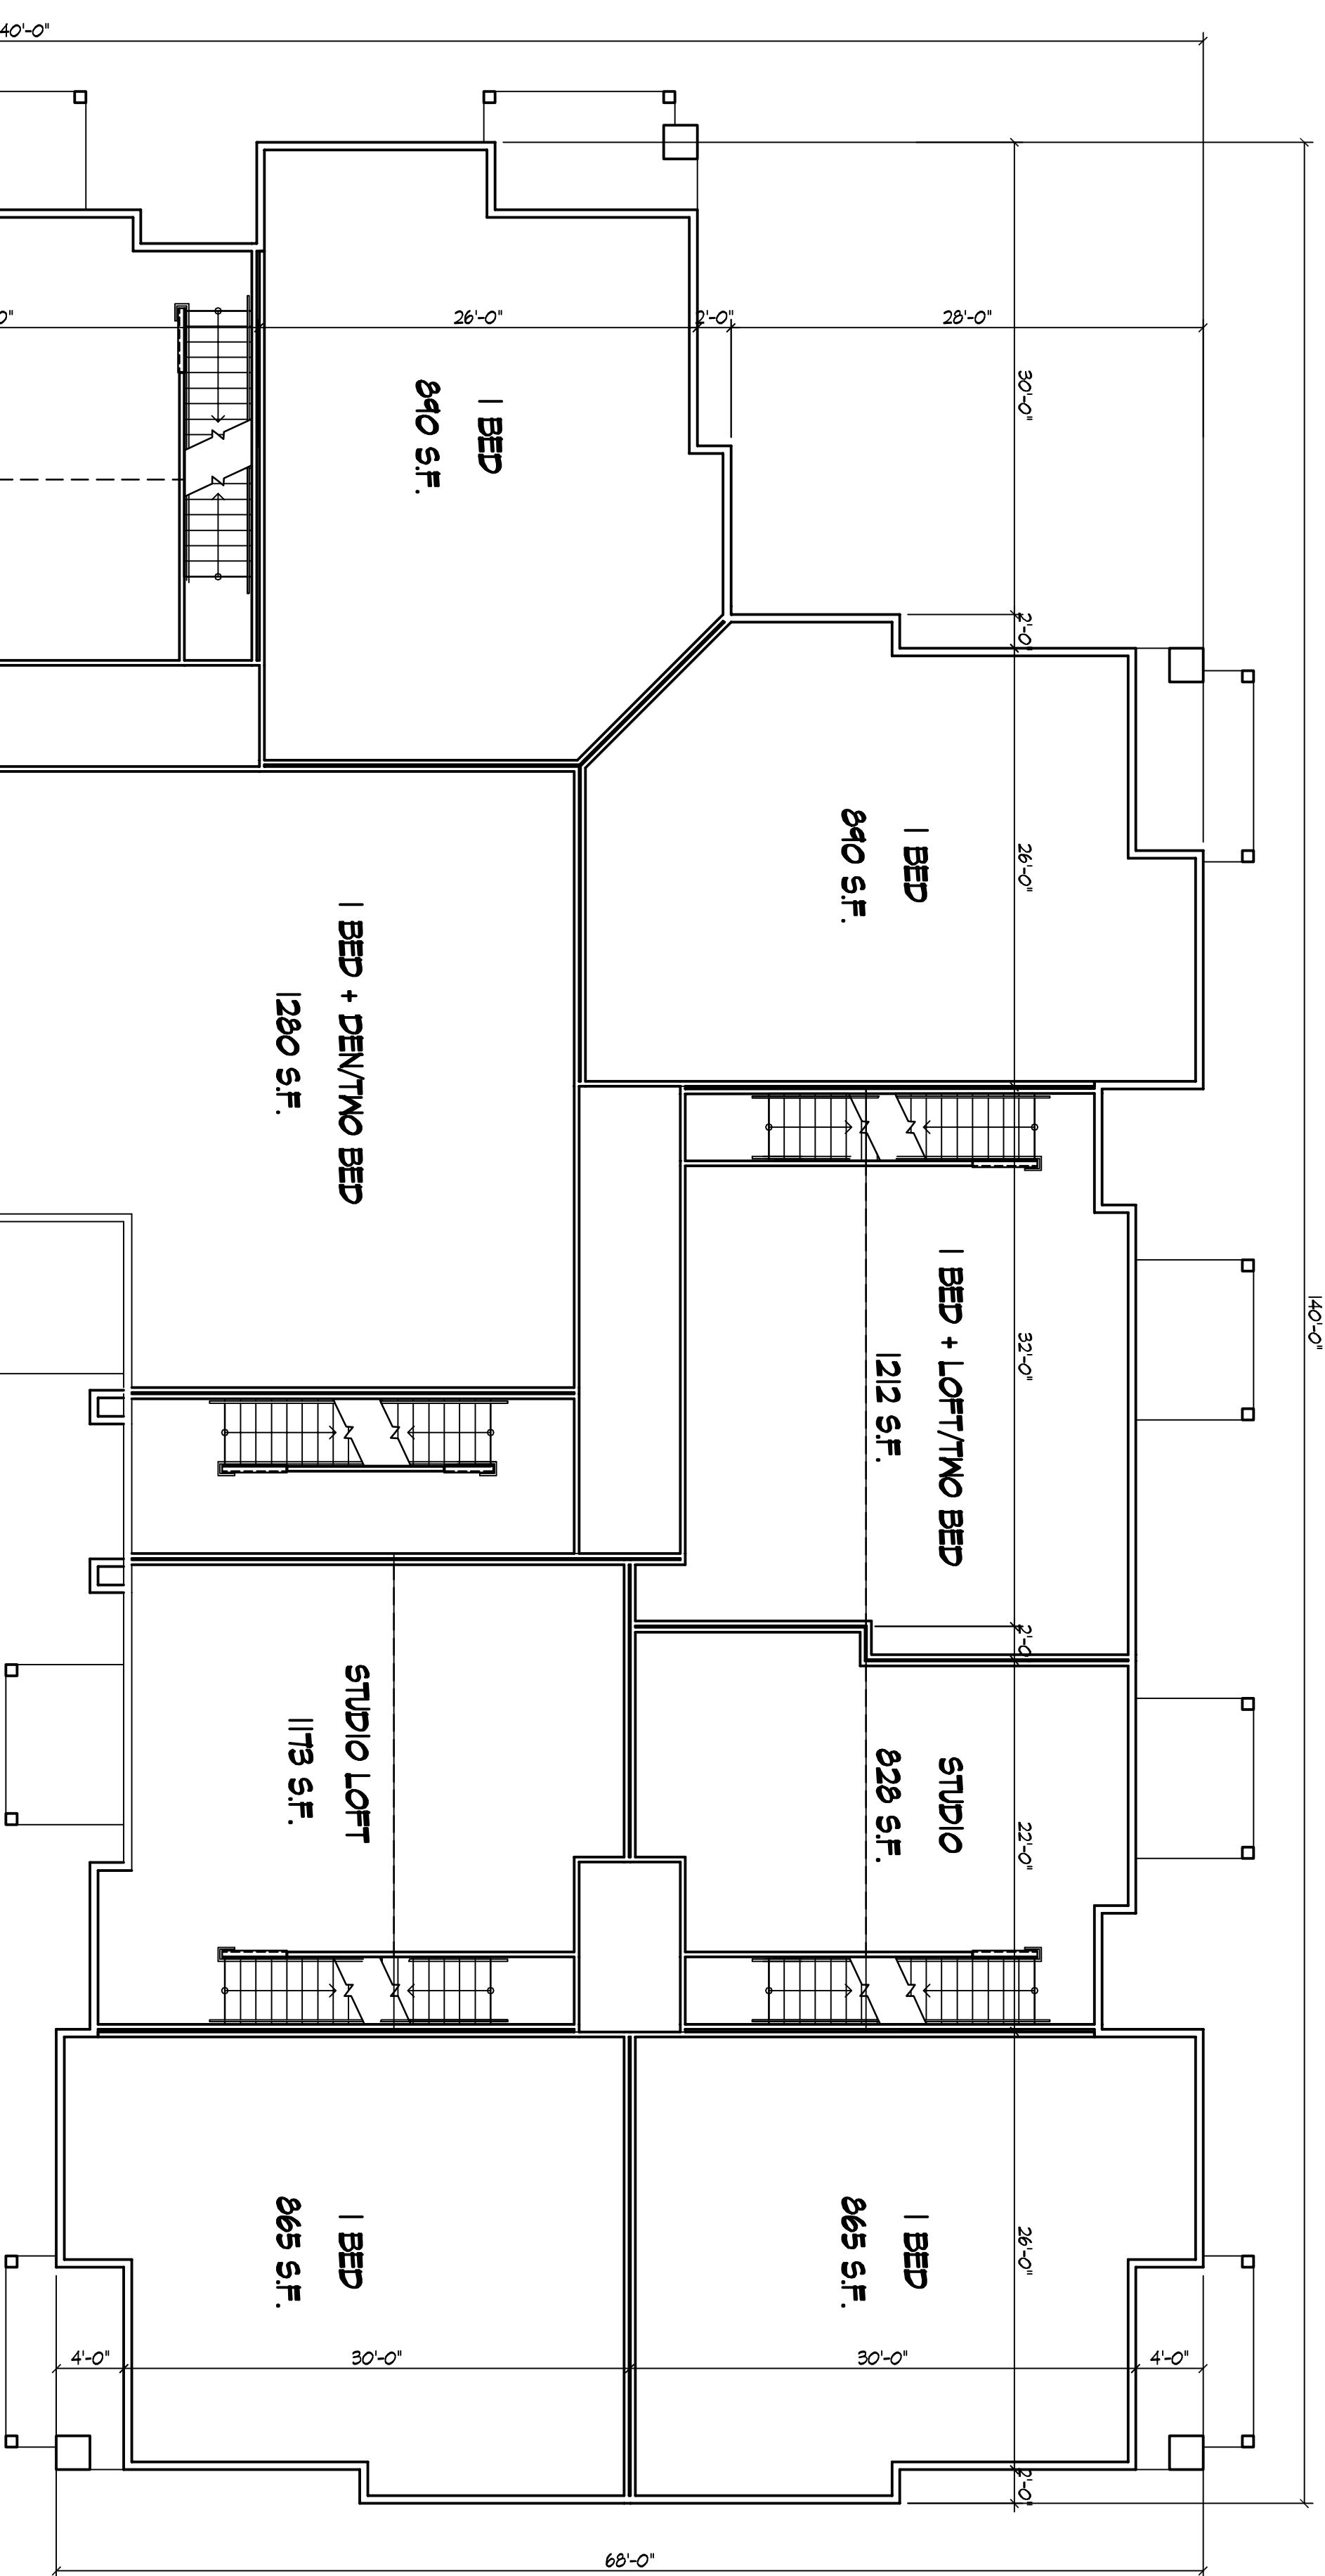 40'-0"
0"
26'-0"
2'-0"
28'-0"
30'-0"
1 BED
890 S.F.
2'-0"
1 BED
890 S.F.
26'-0"
1 BED + DEN/TWO BED
1280 S.F.
140'-0"
1 BED + LOFT/TWO BED
1212 S.F.
32'-0"
2'-0
STUDIO LOFT
1173 S.F.
STUDIO
828 S.F.
22'-0"
1 BED
865 S.F.
1 BED
865 S.F.
26'-0"
4'-0"
30'-0"
30'-0"
4'-0"
2'-0"
68'-0"